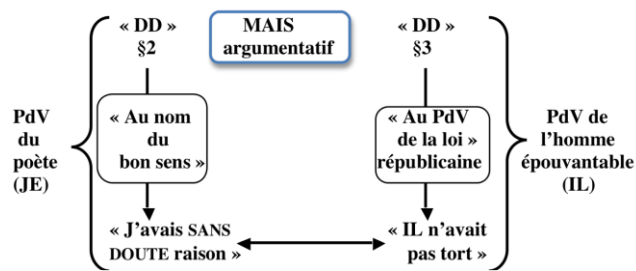 « DD »
§2
MAIS
argumentatif
« DD »
§3
PdV
du
poète
(JE)
« Au nom
du
bon sens »
« Au PdV
de la loi »
républicaine
PdV de
l’homme
épouvantable
(IL)
« J’avais SANS
DOUTE raison »
« IL n’avait
pas tort »